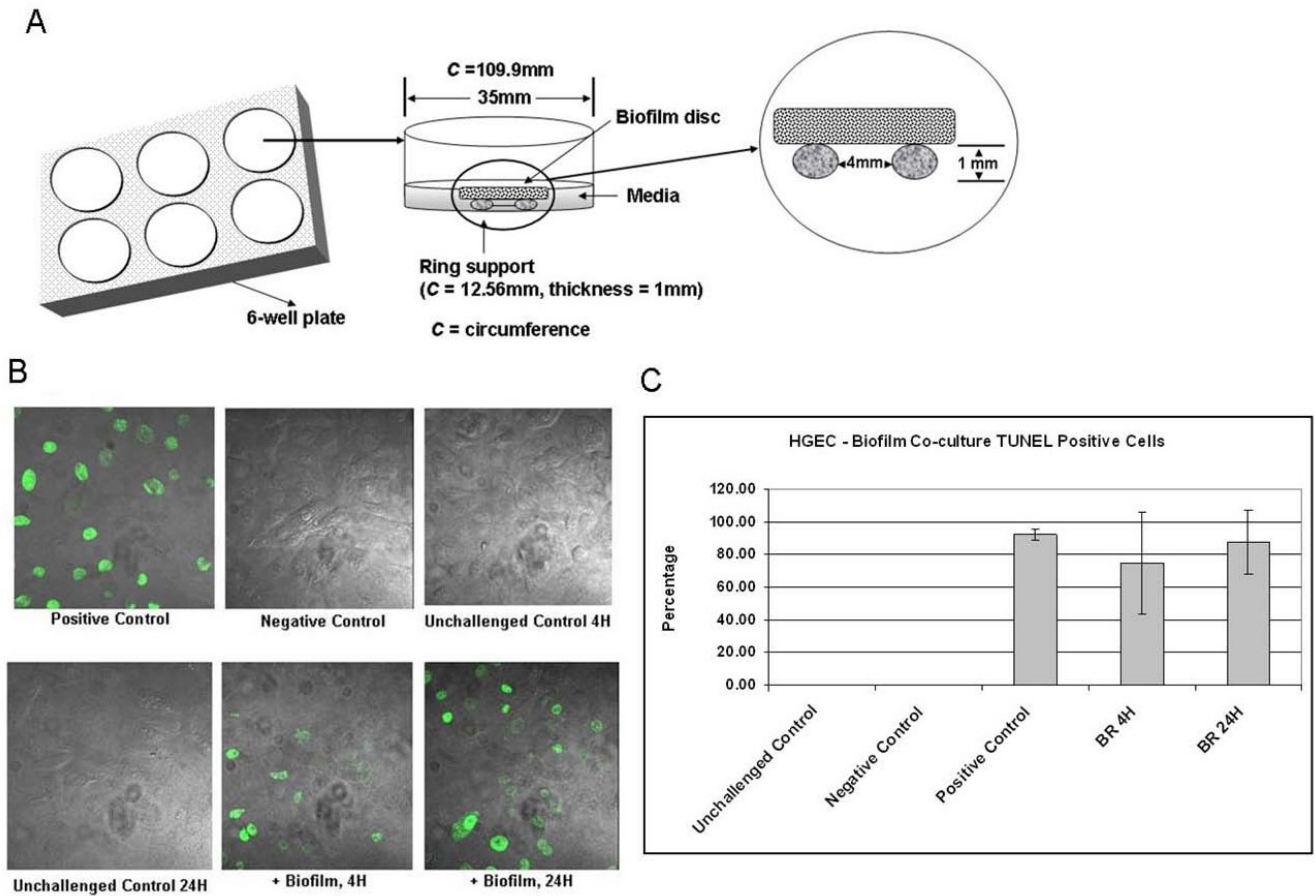 A
C =109.9mm
35mm
Biofilm disc
Media
Ring support
(C = 12.56mm, thickness = 1mm)
C = circumference
6-well plate
4mm
1 mm
B
Positive Control
Negative Control
Unchallenged Control 4H
Unchallenged Control 24H
+ Biofilm, 4H
+ Biofilm, 24H
C
HGEC - Biofilm Co-culture TUNEL Positive Cells
Percentage
120.00
100.00
80.00
60.00
40.00
20.00
0.00
Unchallenged Control
Negative Control
Positive Control
BR 4H
BR 24H